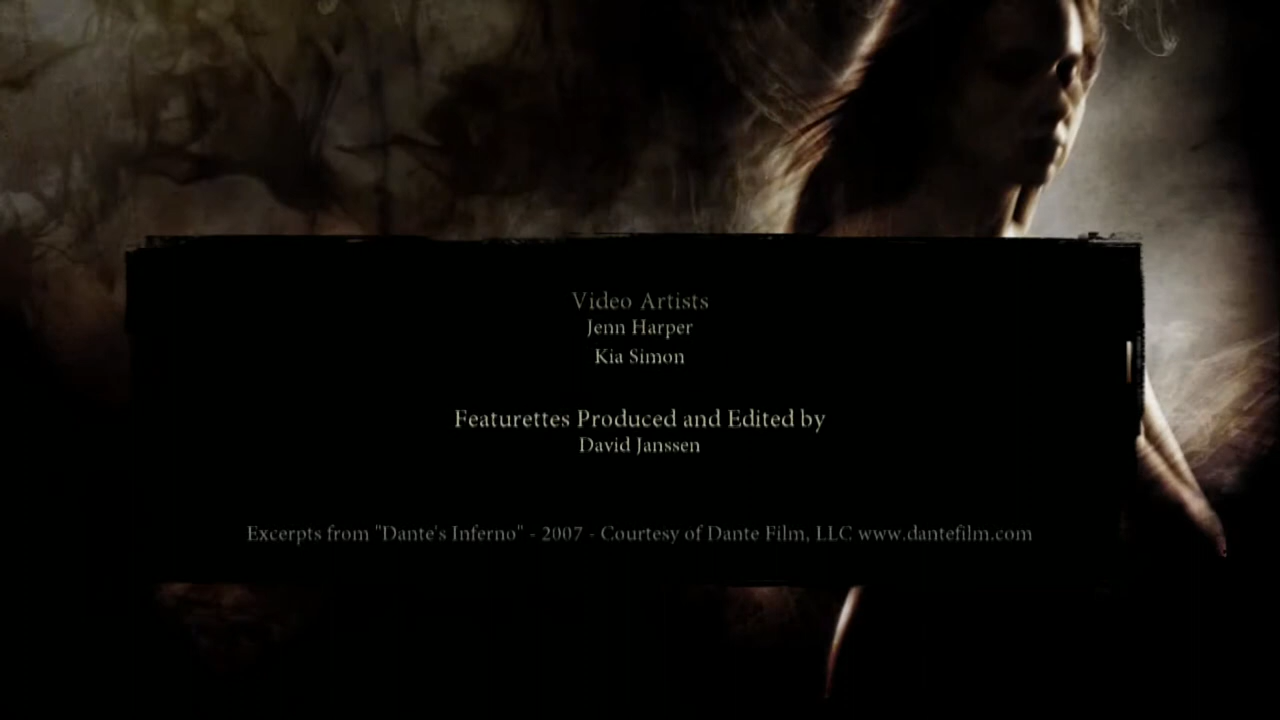 Video Artists
Jenn Harper
Kia Simon
Featurettes Produced and Edited by
David Janssen
Excerpts from "Dante's Inferno" - 2007 - Courtesy of Dante Film, LLC www.dantefilm.com